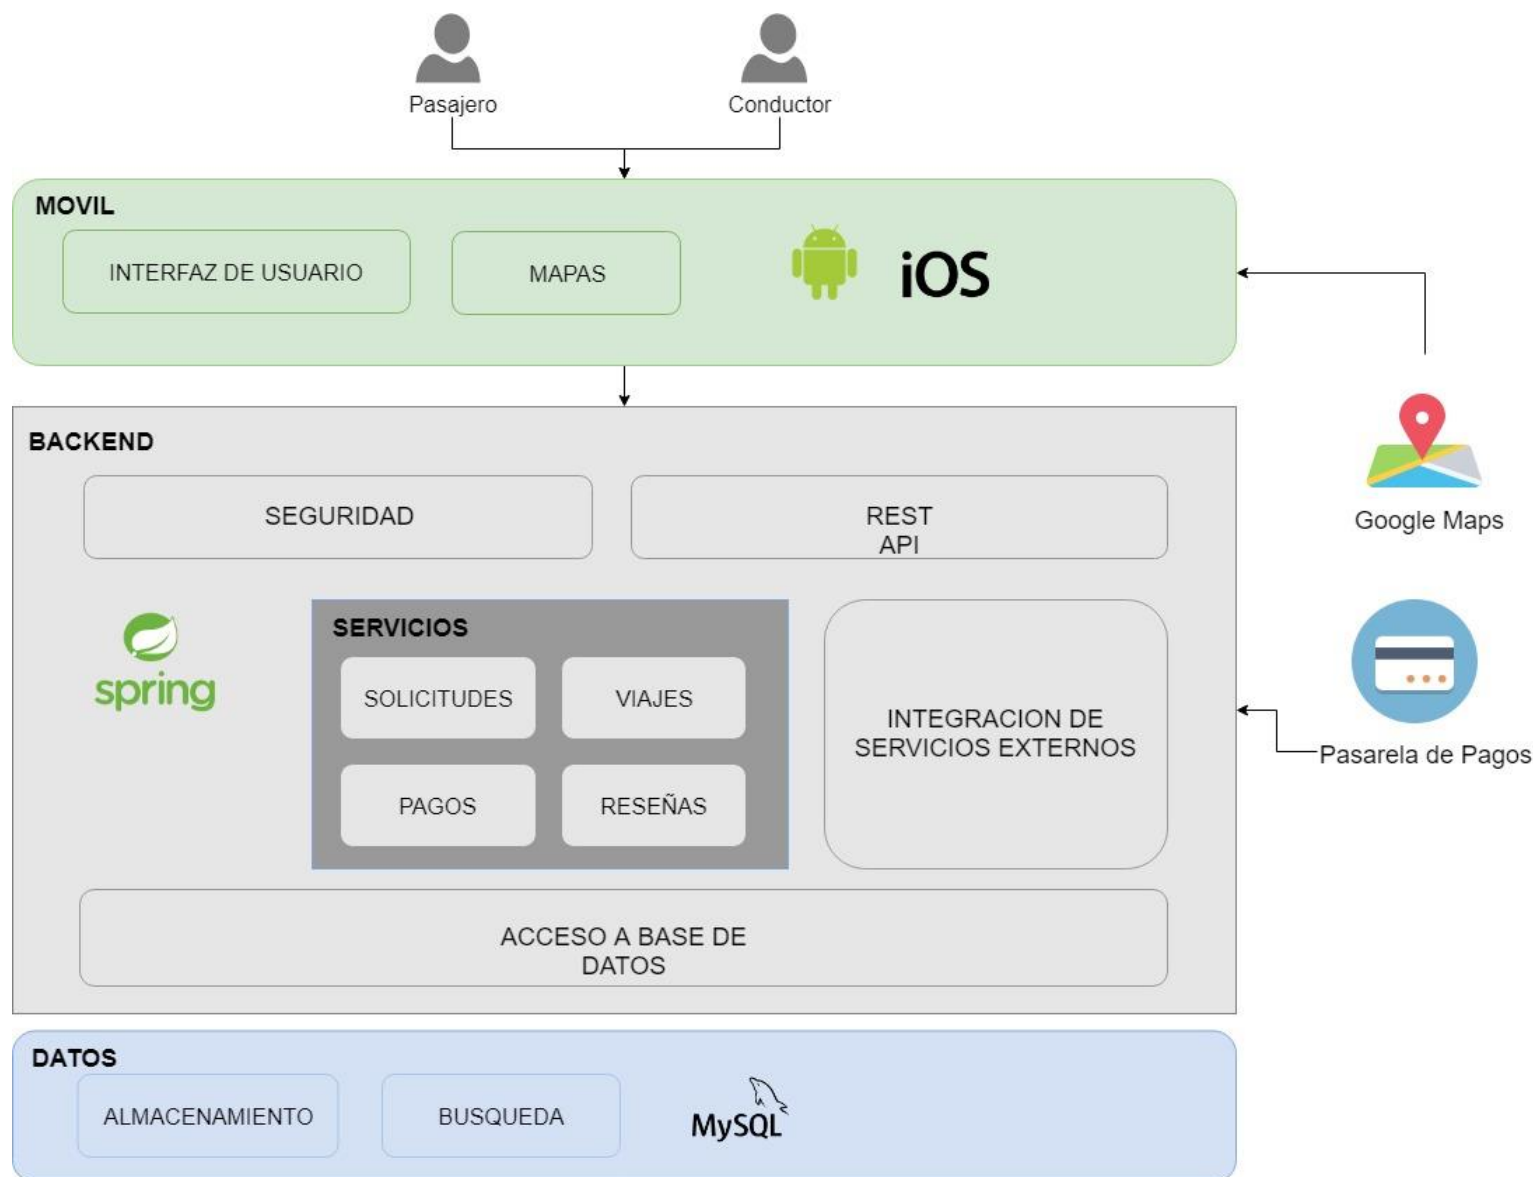 Pasajero
Conductor
MOVIL
INTERFAZ DE USUARIO
MAPAS
iOS
BACKEND
SEGURIDAD
REST
API
Google Maps
spring
SERVICIOS
SOLICITUDES
VIAJES
PAGOS
RESEÑAS
INTEGRACION DE
SERVICIOS EXTERNOS
Pasarela de Pagos
ACCESO A BASE DE
DATOS
DATOS
ALMACENAMIENTO
BUSQUEDA
MySQL